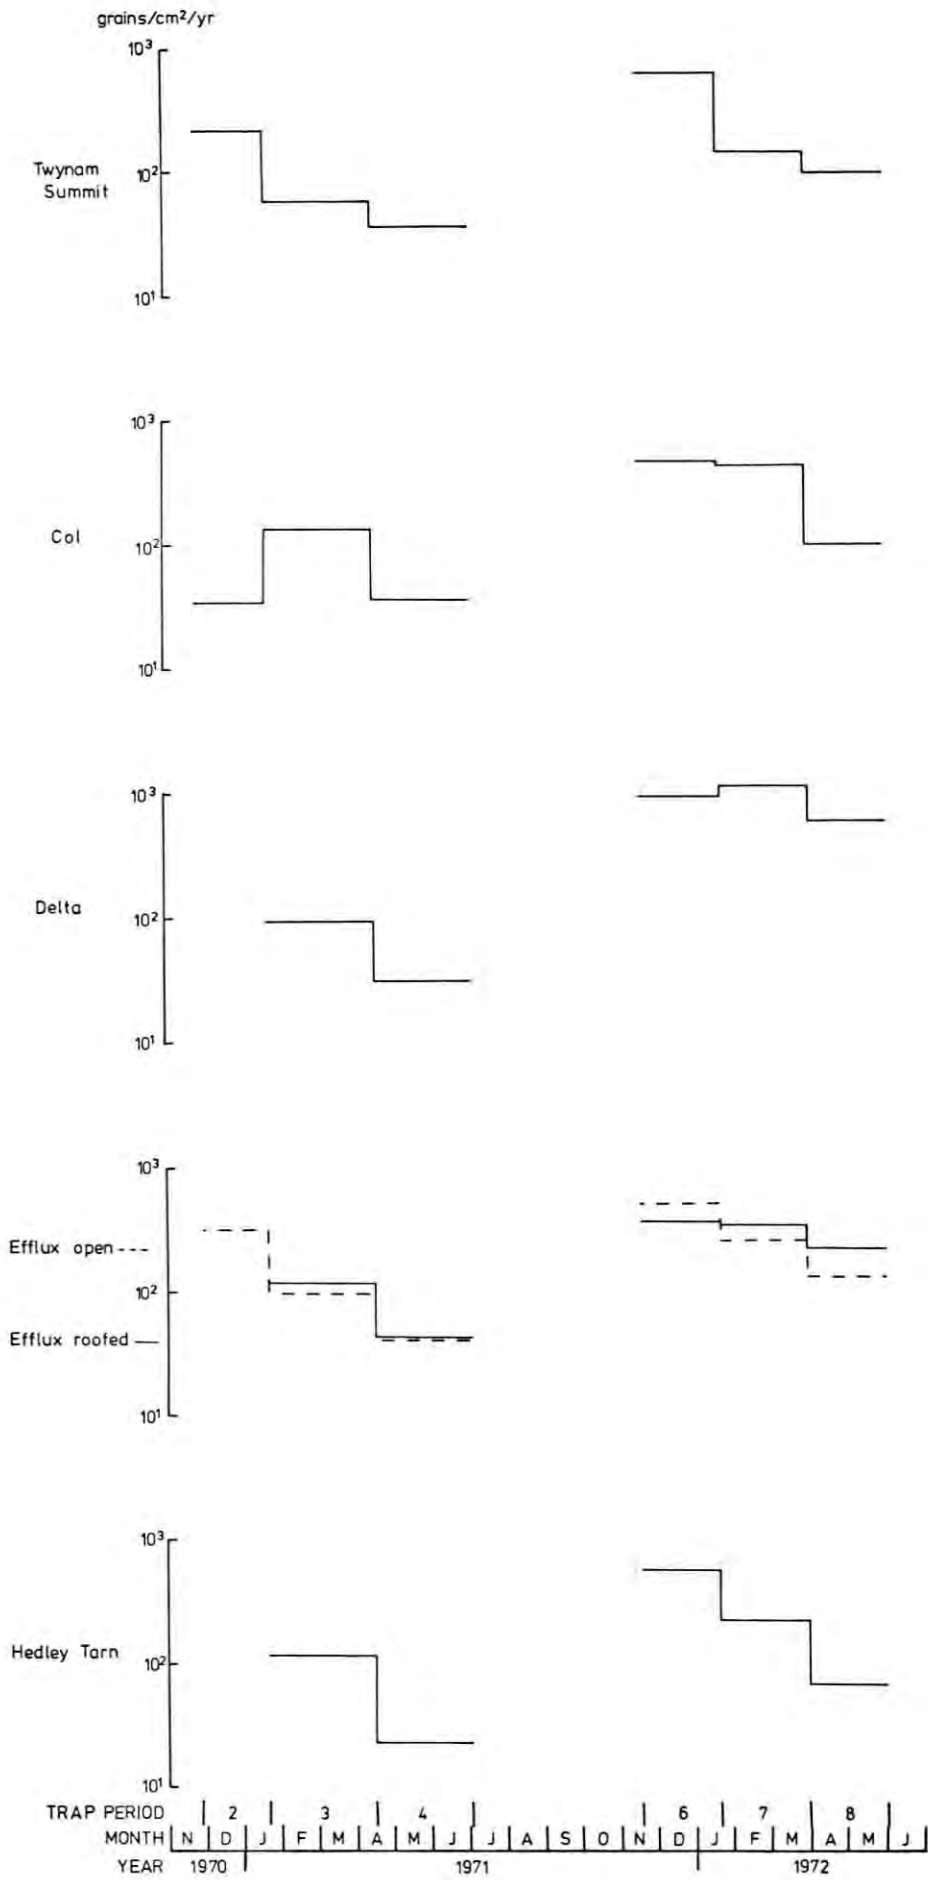 grains/cm²/yr
10³
Twynam
Summit
10²
10¹
10³
Col
10²
10¹
10³
Delta
10²
10¹
10³
Efflux open ---
10²
Efflux roofed —
10¹
10³
Hedley Tarn
10²
10¹
TRAP PERIOD 2 3 4 6 7 8
MONTH N D J F M A M J J A S O N D J F M A M J
YEAR 1970 1971 1972